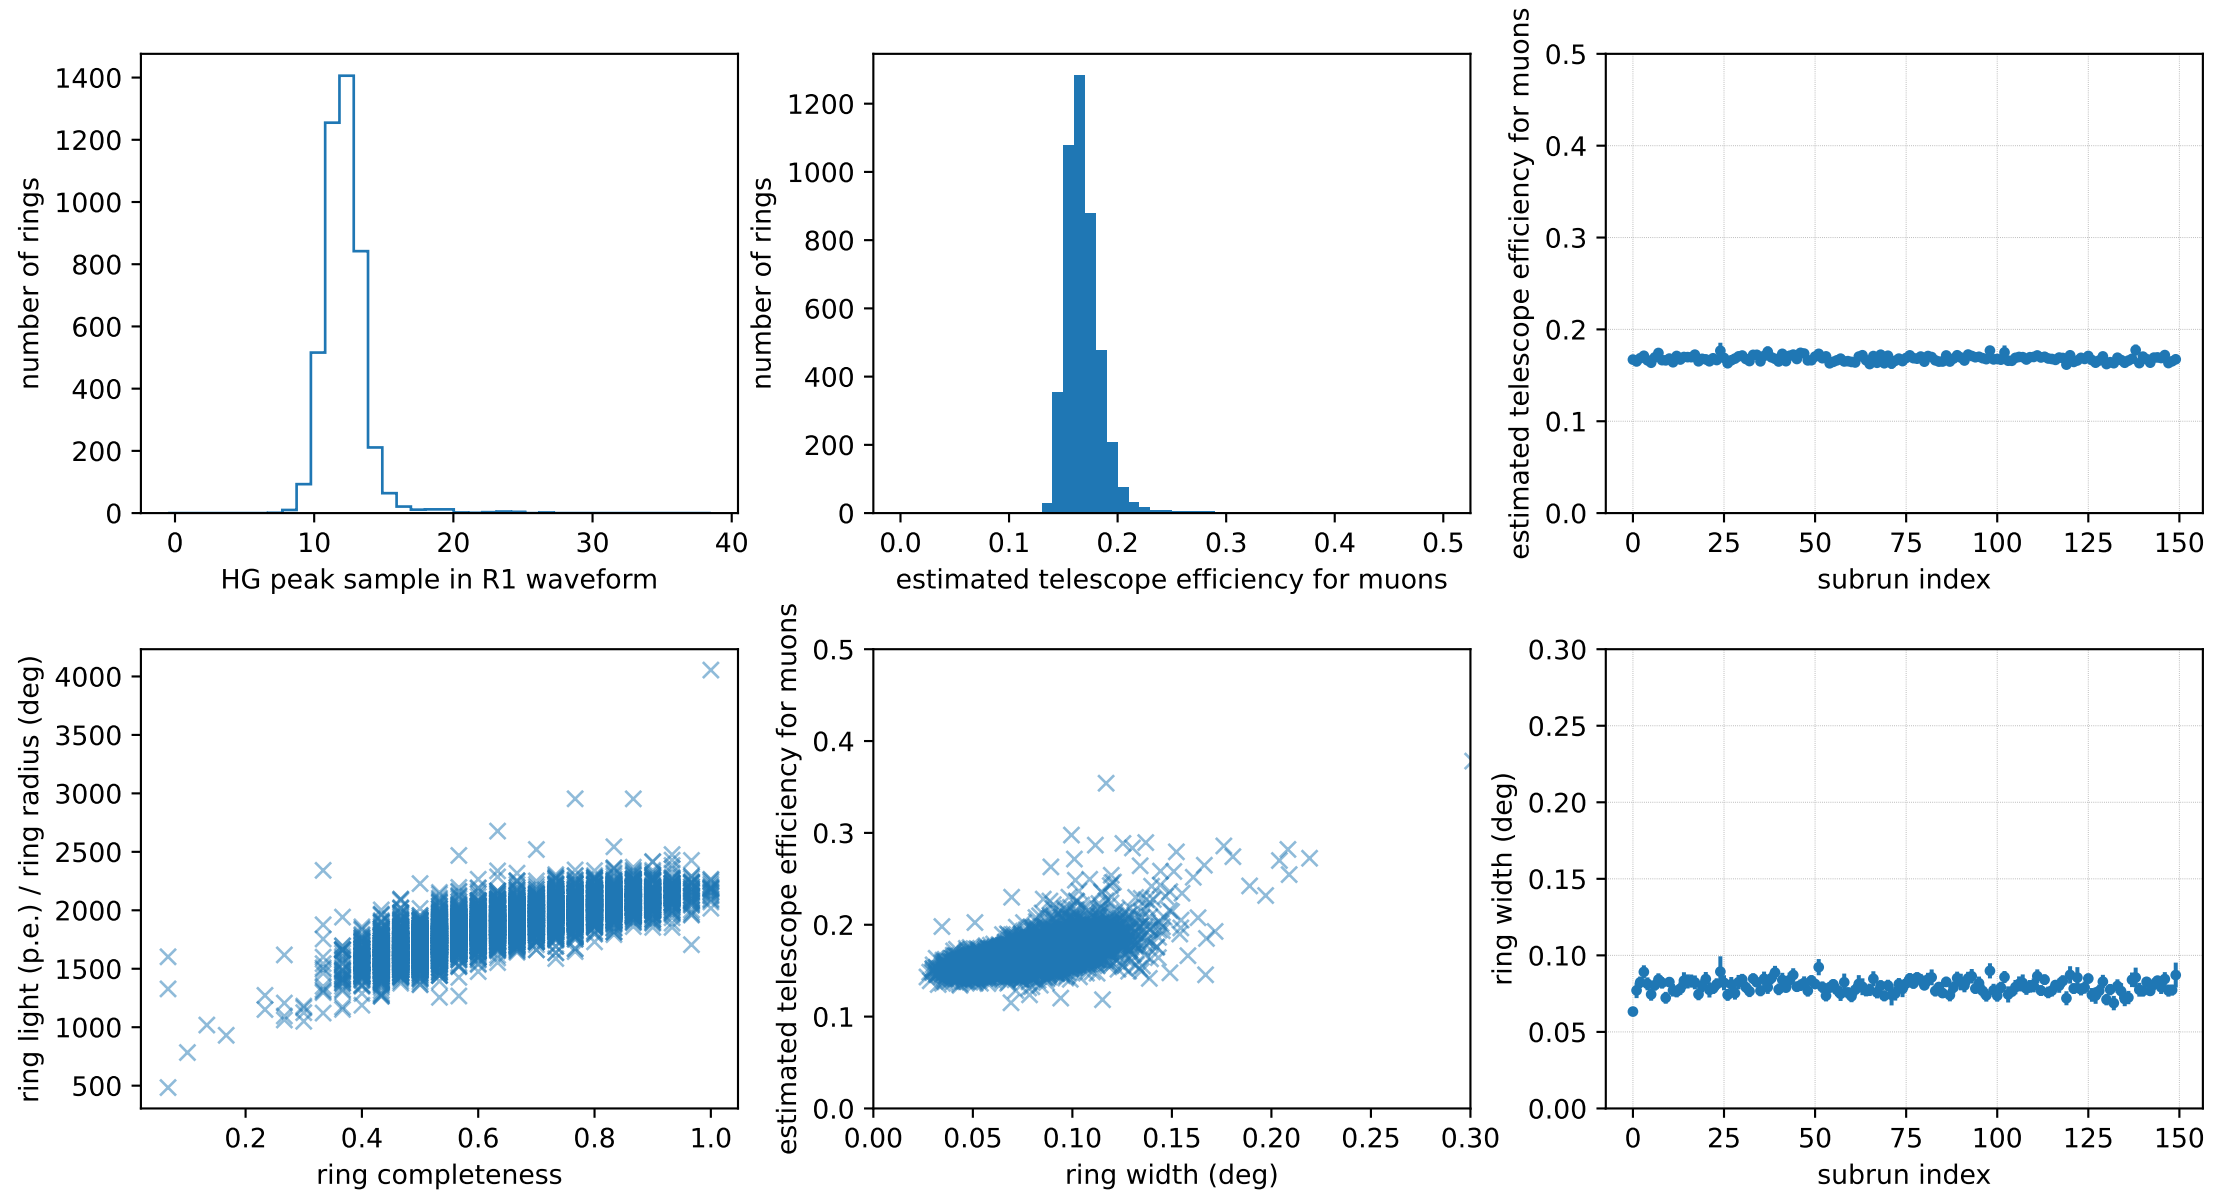 number of rings
1400
1200
1000
800
600
400
200
0
0 10 20 30 40
HG peak sample in R1 waveform
number of rings
1200
1000
800
600
400
200
0
0.0 0.1 0.2 0.3 0.4 0.5
estimated telescope efficiency for muons
estimated telescope efficiency for muons
0.5
0.4
0.3
0.2
0.1
0.0
0 25 50 75 100 125 150
subrun index
ring light (p.e.) / ring radius (deg)
4000
3500
3000
2500
2000
1500
1000
500
0.2 0.4 0.6 0.8 1.0
ring completeness
estimated telescope efficiency for muons
0.5
0.4
0.3
0.2
0.1
0.0
0.00 0.05 0.10 0.15 0.20 0.25 0.30
ring width (deg)
ring width (deg)
0.30
0.25
0.20
0.15
0.10
0.05
0.00
0 25 50 75 100 125 150
subrun index